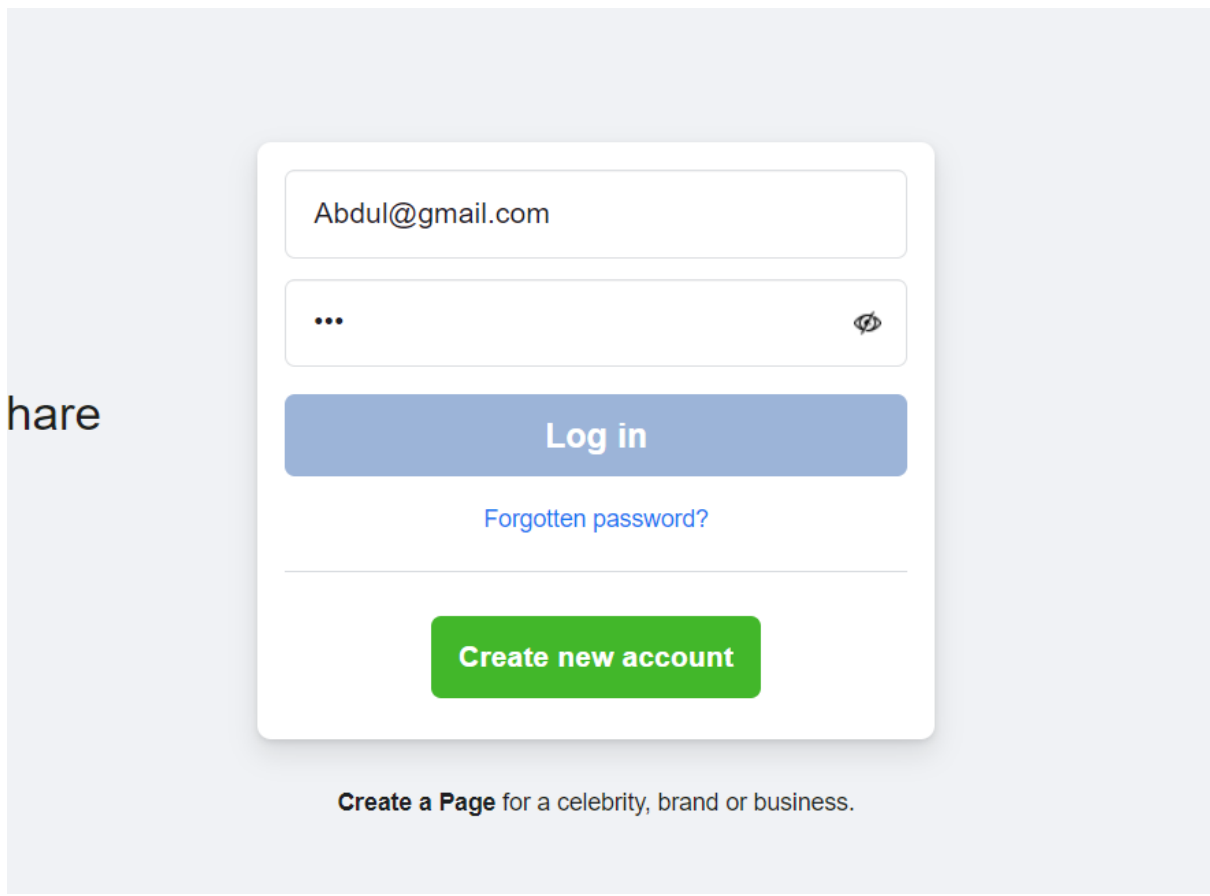 Abdul@gmail.com
•••
hare
Log in
Forgotten password?
Create new account
Create a Page for a celebrity, brand or business.